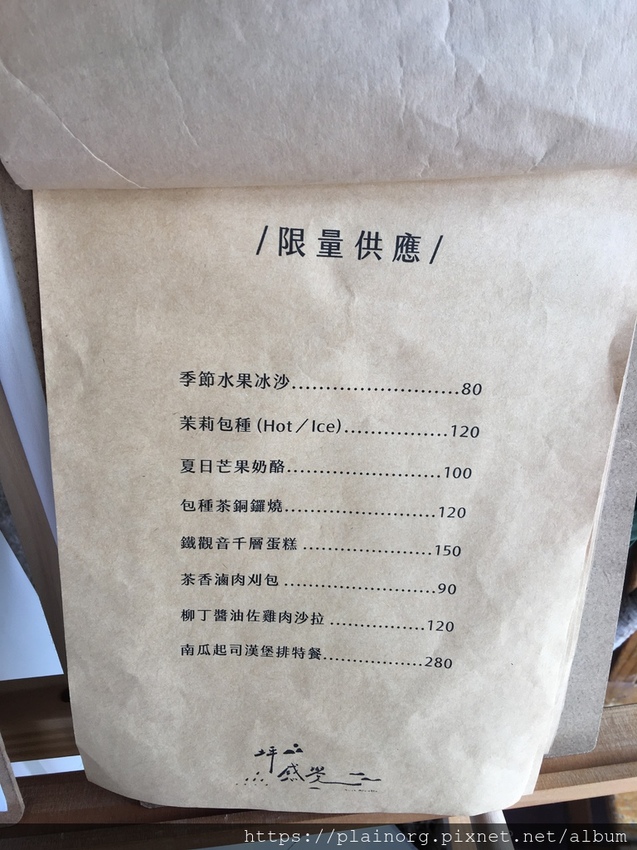 /限量供應/
季節水果冰沙........................80
茉莉包種 (Hot／Ice)................120
夏日芒果奶酪.......................100
包種茶銅鑼燒.......................120
鐵觀音千層蛋糕 ...................150
茶香滷肉刈包 ......................90
柳丁醬油佐雞肉沙拉 ..............120
南瓜起司漢堡排特餐.................280
坪感覺
https://plainorg.pixnet.net/album